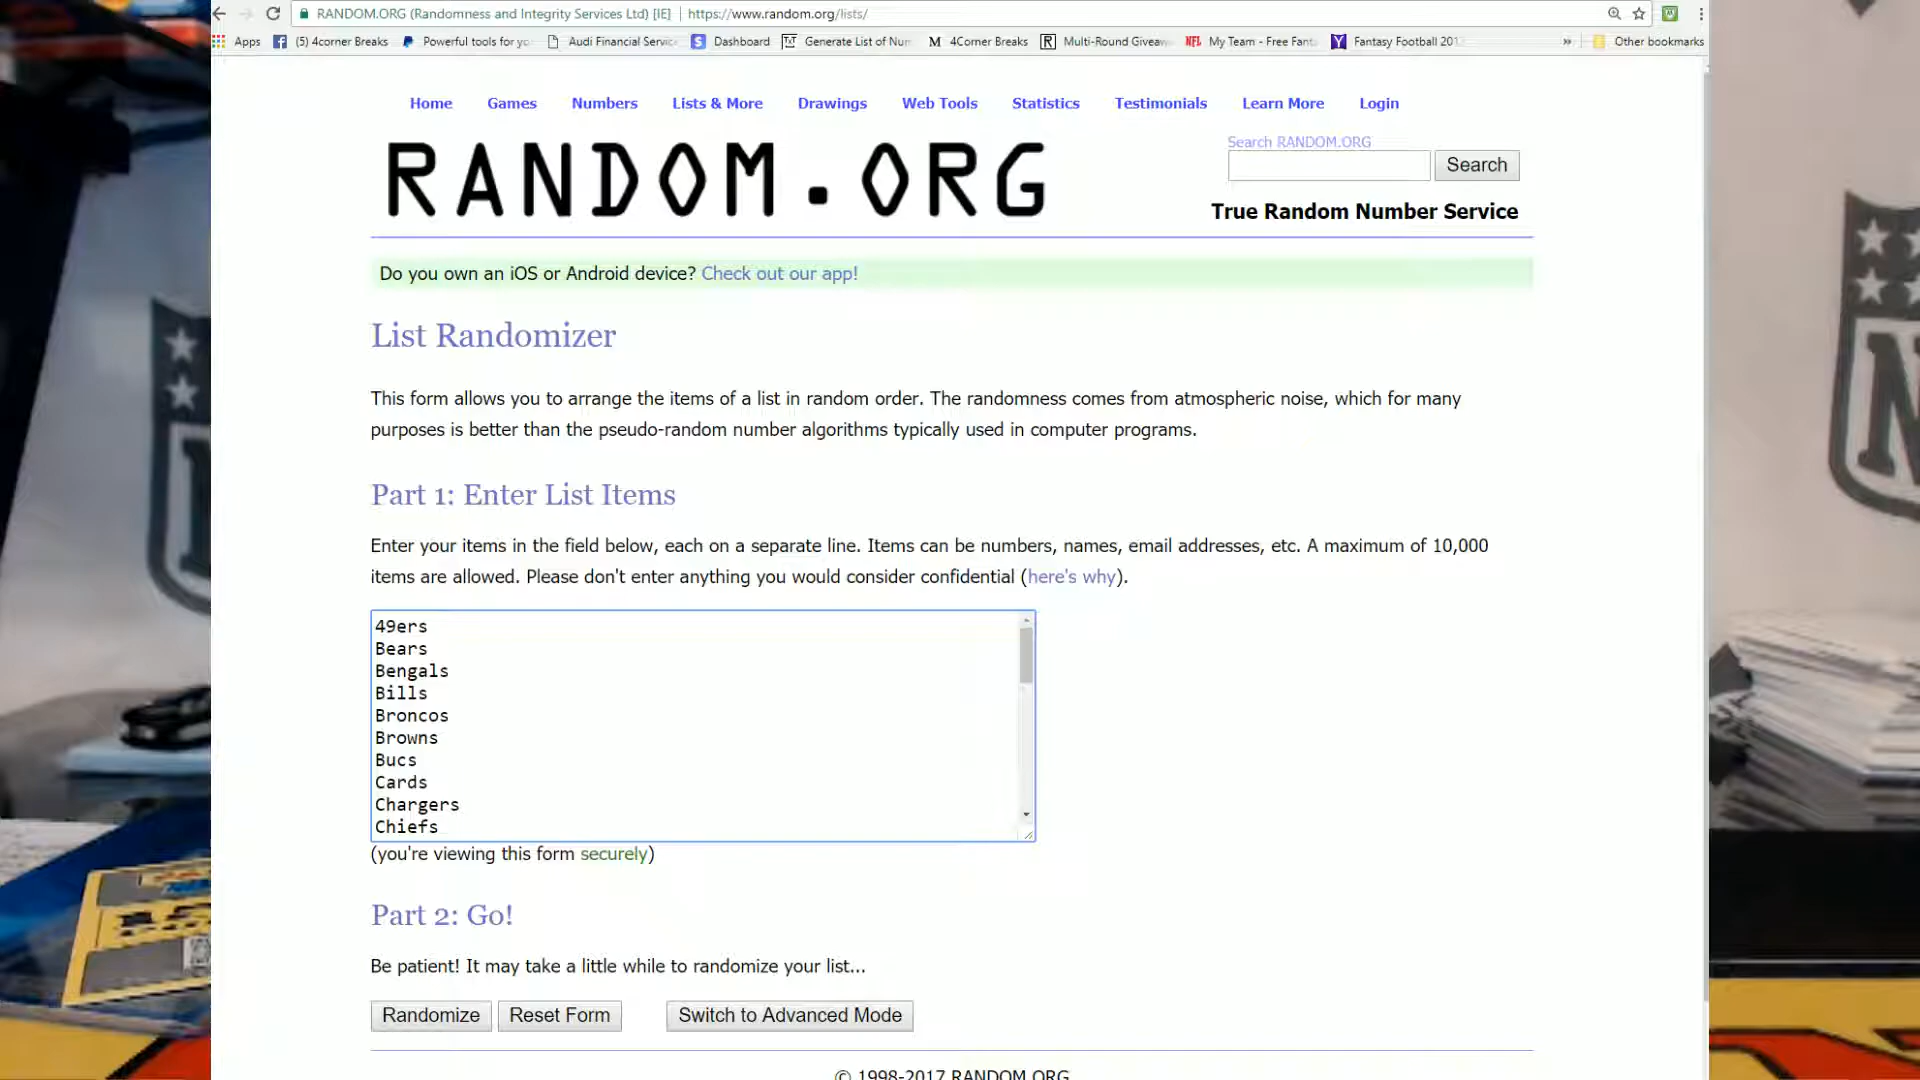 RANDOM.ORG (Randomness and Integrity Services Ltd) [IE] | https://www.random.org/lists/
Apps (5) 4corner Breaks Powerful tools for yo Audi Financial Servic Dashboard Generate List of Num 4Corner Breaks Multi-Round Giveaw My Team - Free Fant Fantasy Football 201 » Other bookmarks
Home Games Numbers Lists & More Drawings Web Tools Statistics Testimonials Learn More Login
RANDOM.ORG
Search RANDOM.ORG
Search
True Random Number Service
Do you own an iOS or Android device? Check out our app!
List Randomizer
This form allows you to arrange the items of a list in random order. The randomness comes from atmospheric noise, which for many
purposes is better than the pseudo-random number algorithms typically used in computer programs.
Part 1: Enter List Items
Enter your items in the field below, each on a separate line. Items can be numbers, names, email addresses, etc. A maximum of 10,000
items are allowed. Please don't enter anything you would consider confidential (here's why).
49ers
Bears
Bengals
Bills
Broncos
Browns
Bucs
Cards
Chargers
Chiefs
(you're viewing this form securely)
Part 2: Go!
Be patient! It may take a little while to randomize your list...
Randomize Reset Form Switch to Advanced Mode
© 1998-2017 RANDOM.ORG